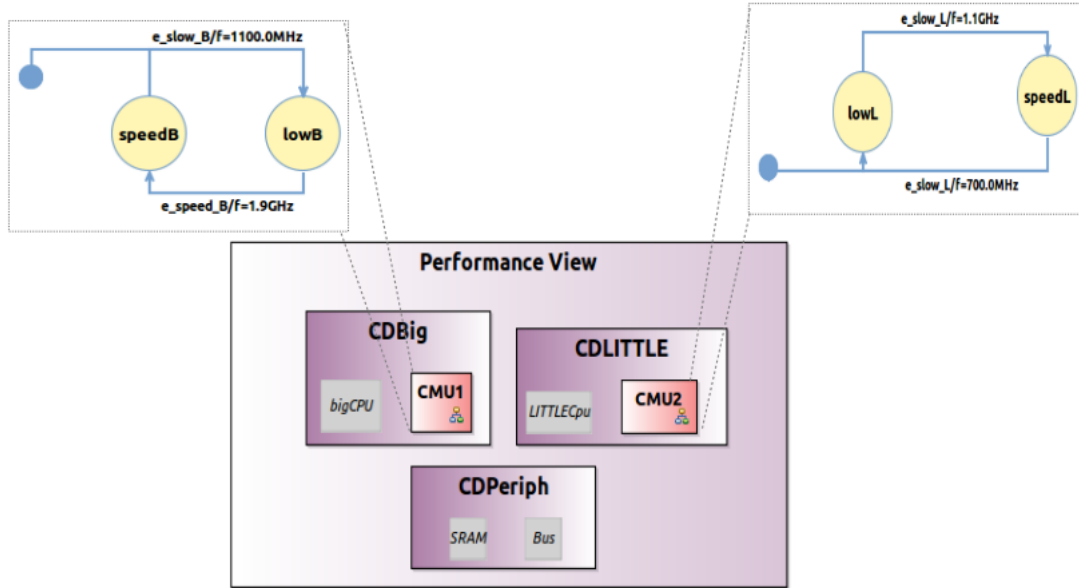 e_slow_B/f=1100.0MHz
speedB
lowB
e_speed_B/f=1.9GHz
e_slow_L/f=1.1GHz
lowL
speedL
e_slow_L/f=700.0MHz
Performance View
CDBig
bigCPU
CMU1
CDLITTLE
LITTLECpu
CMU2
CDPeriph
SRAM
Bus